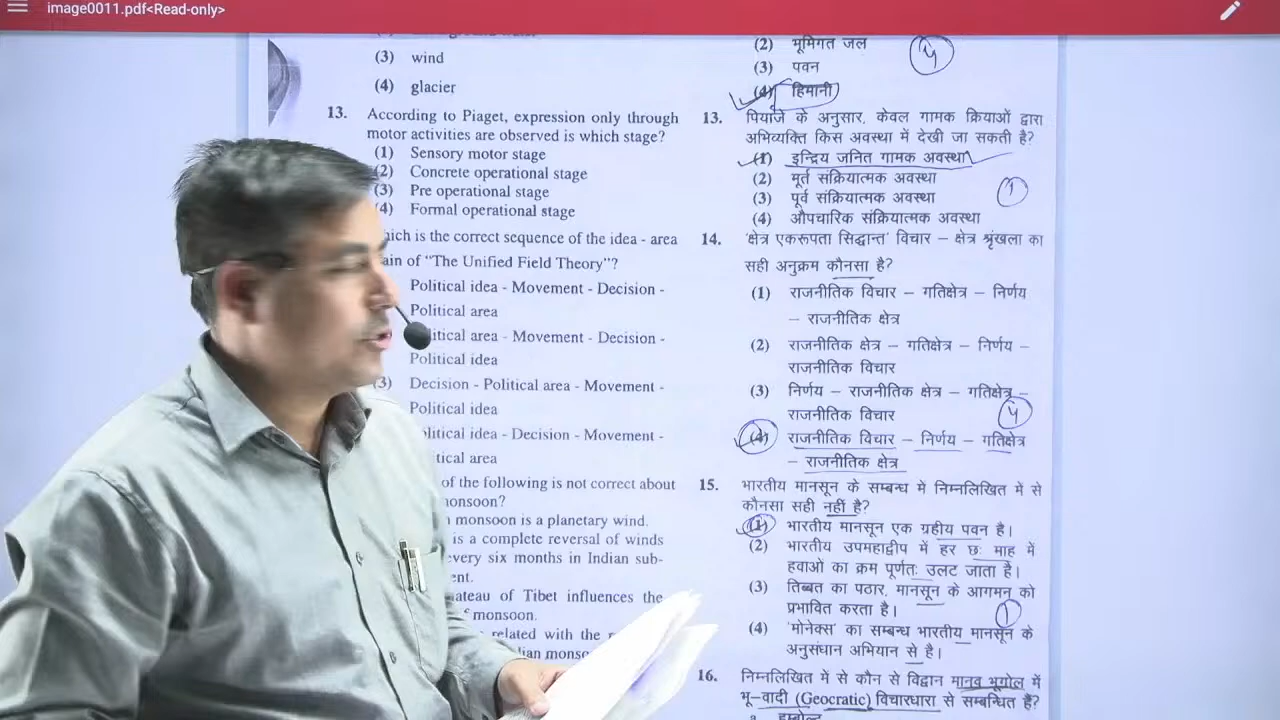 image0011.pdf<Read-only>
(3) wind
(4) glacier
13. According to Piaget, expression only through
motor activities are observed is which stage?
(1) Sensory motor stage
(2) Concrete operational stage
(3) Pre operational stage
(4) Formal operational stage
hich is the correct sequence of the idea - area
ain of "The Unified Field Theory"?
Political idea - Movement - Decision -
Political area
itical area - Movement - Decision -
Political idea
(3) Decision - Political area - Movement -
Political idea
litical idea - Decision - Movement -
tical area
of the following is not correct about
onsoon?
monsoon is a planetary wind.
is a complete reversal of winds
every six months in Indian sub-
ent.
ateau of Tibet influences the
monsoon.
related with the
ian monso
(2) भूमिगत जल
(3) पवन
(4) हिमानी
4
13. पियाजे के अनुसार, केवल गामक क्रियाओं द्वारा
अभिव्यक्ति किस अवस्था में देखी जा सकती है?
(1) इन्द्रिय जनित गामक अवस्था
(2) मूर्त संक्रियात्मक अवस्था
(3) पूर्व संक्रियात्मक अवस्था
1
(4) औपचारिक संक्रियात्मक अवस्था
14. 'क्षेत्र एकरूपता सिद्धान्त' विचार – क्षेत्र श्रृंखला का
सही अनुक्रम कौनसा है?
(1) राजनीतिक विचार – गतिक्षेत्र – निर्णय
– राजनीतिक क्षेत्र
(2) राजनीतिक क्षेत्र – गतिक्षेत्र – निर्णय –
राजनीतिक विचार
(3) निर्णय – राजनीतिक क्षेत्र – गतिक्षेत्र –
राजनीतिक विचार
4
(4) राजनीतिक विचार – निर्णय – गतिक्षेत्र
– राजनीतिक क्षेत्र
15. भारतीय मानसून के सम्बन्ध में निम्नलिखित में से
कौनसा सही नहीं है?
(1) भारतीय मानसून एक ग्रहीय पवन है।
(2) भारतीय उपमहाद्वीप में हर छः माह में
हवाओं का क्रम पूर्णतः उलट जाता है।
(3) तिब्बत का पठार, मानसून के आगमन को
प्रभावित करता है।
1
(4) 'मोनेक्स' का सम्बन्ध भारतीय मानसून के
अनुसंधान अभियान से है।
16. निम्नलिखित में से कौन से विद्वान मानव भूगोल में
भू–वादी (Geocratic) विचारधारा से सम्बन्धित हैं?
a. हम्बोल्ट